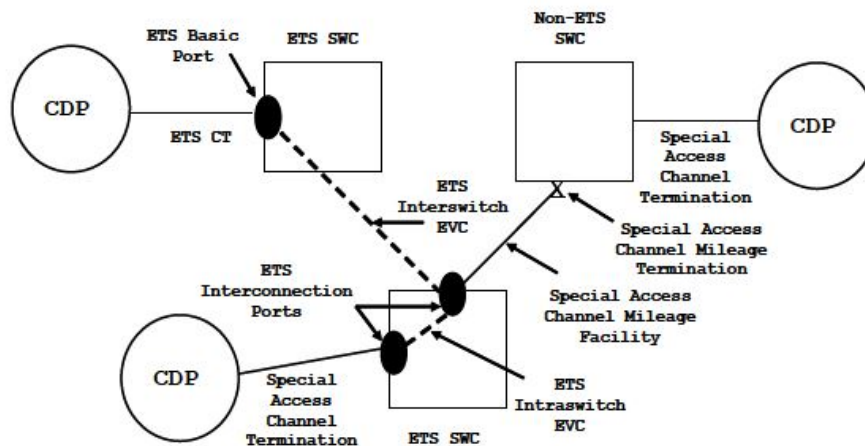 ETS Basic
Port
ETS SWC
Non-ETS
SWC
CDP
ETS CT
CDP
Special
Access
Channel
Termination
ETS
Interswitch
EVC
X
Special Access
Channel Mileage
Termination
ETS
Interconnection
Ports
Special Access
Channel Mileage
Facility
CDP
Special
Access
Channel
Termination
ETS
Intraswitch
EVC
ETS SWC